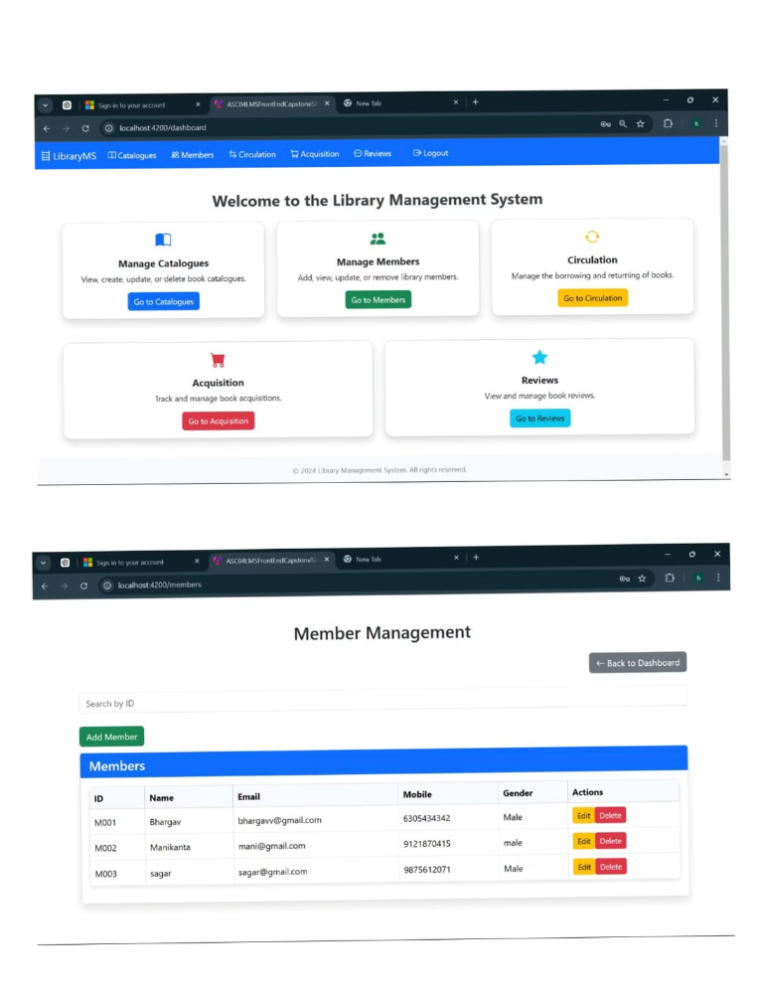 Sign in to your account × ASC04LMSFrontEndCapstone × New Tab × +
localhost:4200/dashboard
LibraryMS Catalogues Members Circulation Acquisition Reviews Logout
Welcome to the Library Management System
Manage Catalogues Manage Members Circulation
View, create, update, or delete book catalogues. Add, view, update, or remove library members. Manage the borrowing and returning of books.
Go to Catalogues Go to Members Go to Circulation
Acquisition Reviews
Track and manage book acquisitions. View and manage book reviews.
Go to Acquisition Go to Reviews
© 2024 Library Management System. All rights reserved.
Sign in to your account × ASC04LMSFrontEndCapstone × New Tab × +
localhost:4200/members
Member Management
← Back to Dashboard
Search by ID
Add Member
Members
ID Name Email Mobile Gender Actions
M001 Bhargav bhargavv@gmail.com 6305434342 Male Edit Delete
M002 Manikanta mani@gmail.com 9121870415 male Edit Delete
M003 sagar sagar@gmail.com 9875612071 Male Edit Delete